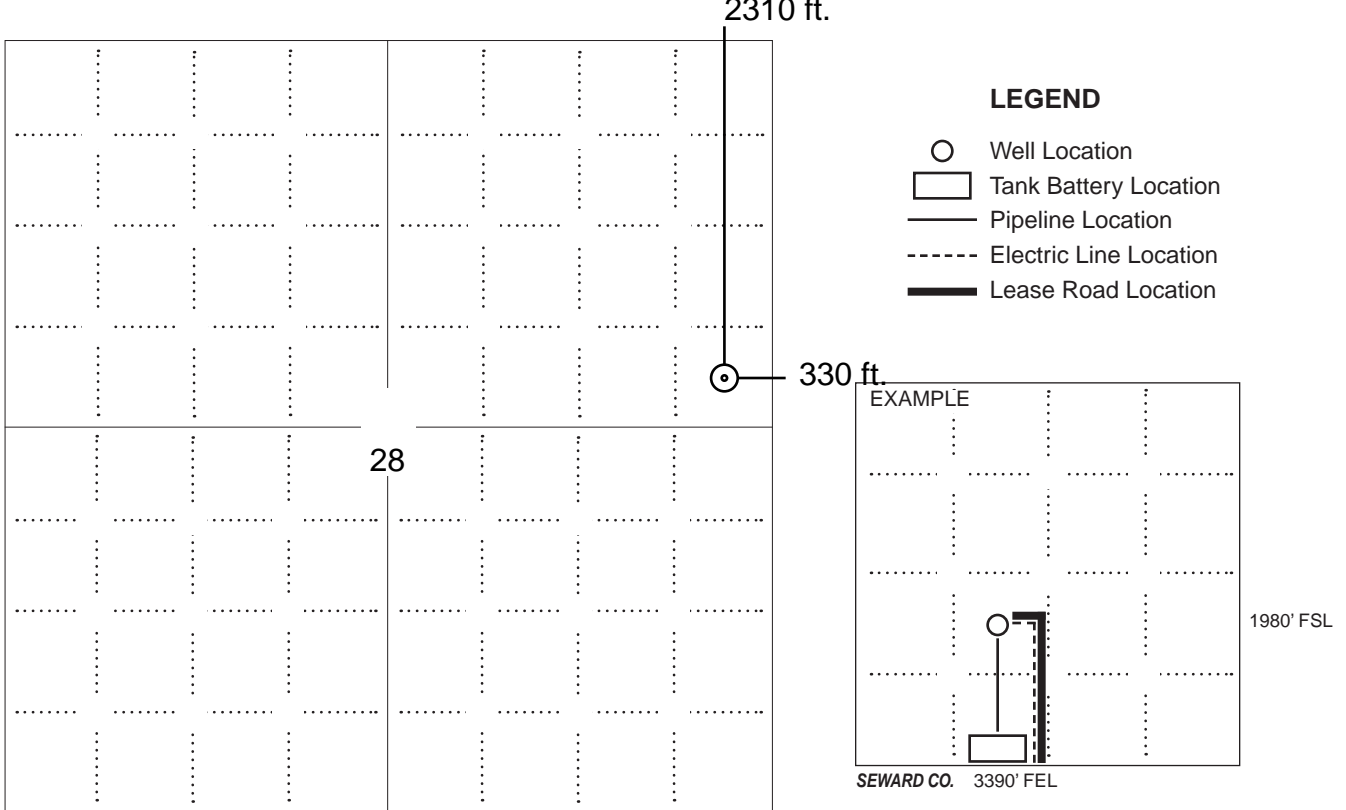 2310 ft.
LEGEND
Well Location
Tank Battery Location
Pipeline Location
Electric Line Location
Lease Road Location
330 ft.
EXAMPLE
28
1980' FSL
SEWARD CO. 3390' FEL